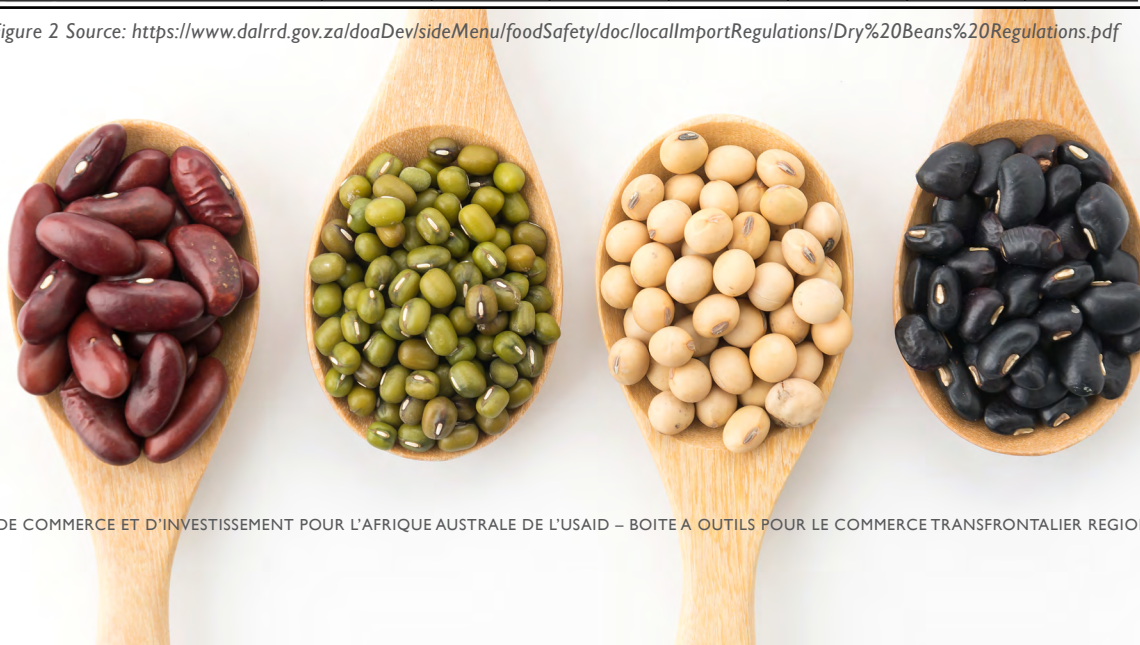 igure 2 Source: https://www.dalrrd.gov.za/doaDev/sideMenu/foodSafety/doc/localImportRegulations/Dry%20Beans%20Regulations.pdf
DE COMMERCE ET D'INVESTISSEMENT POUR L'AFRIQUE AUSTRALE DE L'USAID – BOITE A OUTILS POUR LE COMMERCE TRANSFRONTALIER REGIO